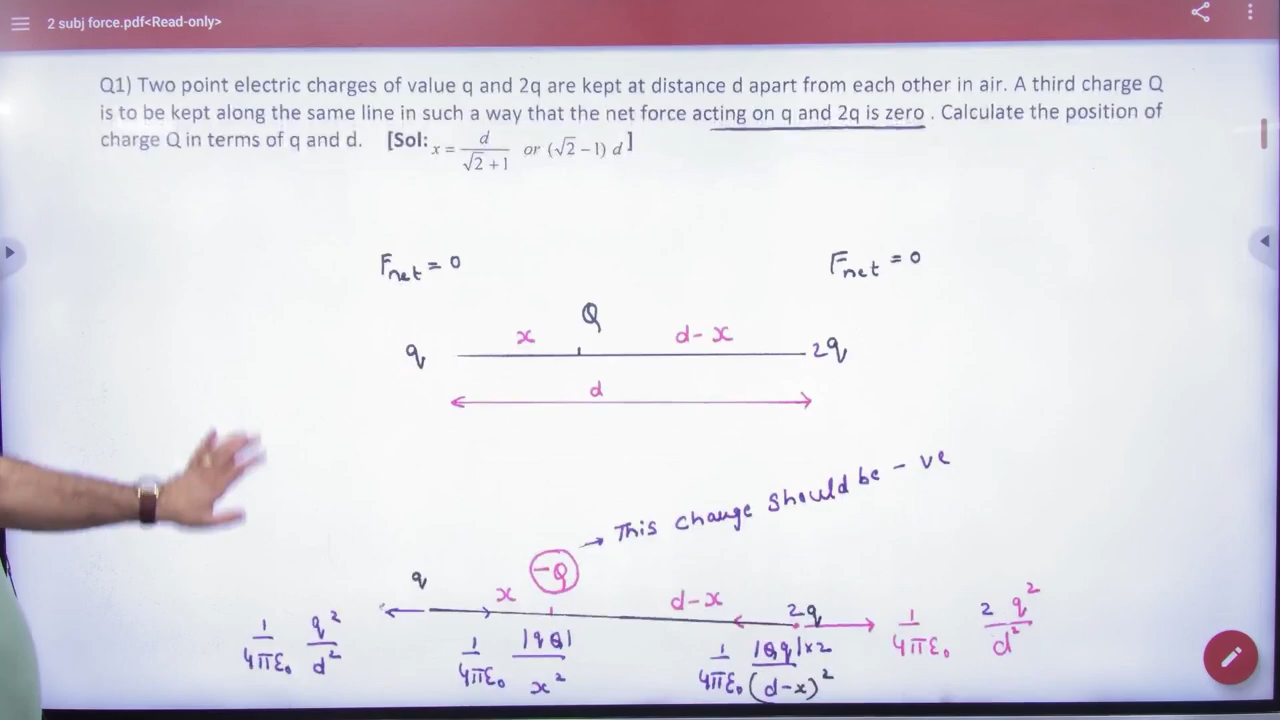 2 subj force.pdf<Read-only>
Q1) Two point electric charges of value q and 2q are kept at distance d apart from each other in air. A third charge Q
is to be kept along the same line in such a way that the net force acting on q and 2q is zero . Calculate the position of
charge Q in terms of q and d. [Sol: x = d/√2+1 or (√2 – 1) d ]
Fnet = 0 Fnet = 0
Q
x d- x
q 2q
d
→ This change should be - ve
-Q
q x d-x 2q
1/4πε₀ q²/d² 1/4πε₀ |qQ|/x² 1/4πε₀ |Qq|x2/(d-x)² 1/4πε₀ 2 q²/d²